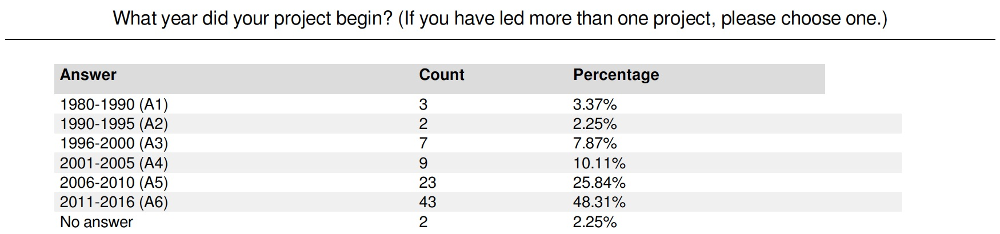 What year did your project begin? (If you have led more than one project, please choose one.)
Answer Count Percentage
1980-1990 (A1) 3 3.37%
1990-1995 (A2) 2 2.25%
1996-2000 (A3) 7 7.87%
2001-2005 (A4) 9 10.11%
2006-2010 (A5) 23 25.84%
2011-2016 (A6) 43 48.31%
No answer 2 2.25%